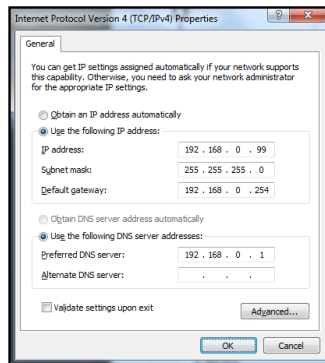 Internet Protocol Version 4 (TCP/IPv4) Properties
General
You can get IP settings assigned automatically if your network supports
this capability. Otherwise, you need to ask your network administrator
for the appropriate IP settings.
Obtain an IP address automatically
Use the following IP address:
IP address: 192 . 168 . 0 . 99
Subnet mask: 255 . 255 . 255 . 0
Default gateway: 192 . 168 . 0 . 254
Obtain DNS server address automatically
Use the following DNS server addresses:
Preferred DNS server: 192 . 168 . 0 . 1
Alternate DNS server: . . .
Validate settings upon exit
Advanced...
OK Cancel